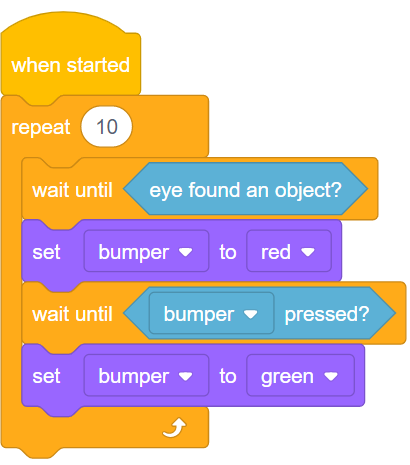 when started
repeat 10
wait until eye found an object?
set bumper to red
wait until bumper pressed?
set bumper to green